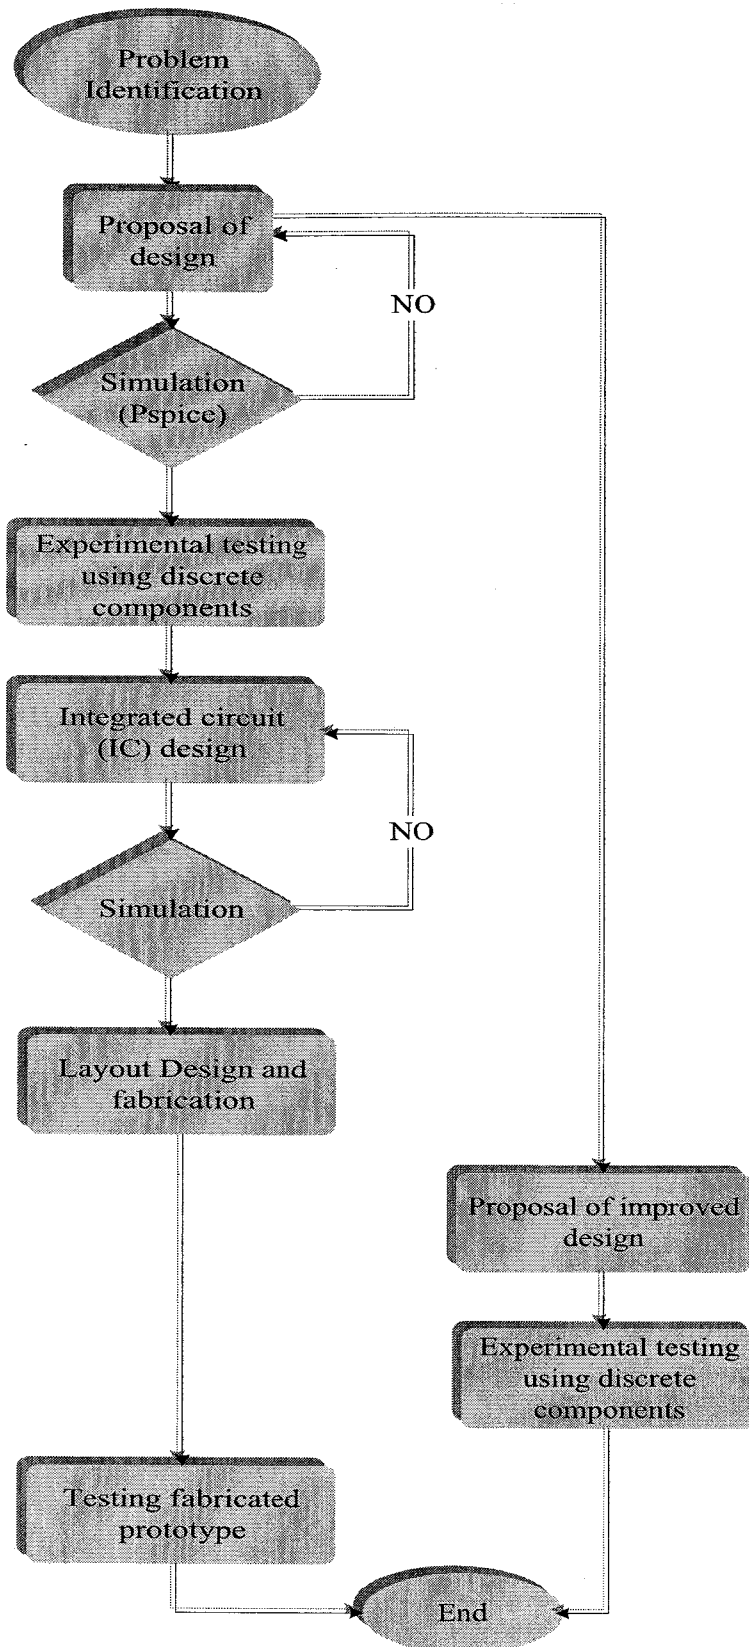 Problem
Identification
Proposal of
design
NO
Simulation
(Pspice)
Experimental testing
using discrete
components
Integrated circuit
(IC) design
NO
Simulation
Layout Design and
fabrication
Proposal of improved
design
Experimental testing
using discrete
components
Testing fabricated
prototype
End